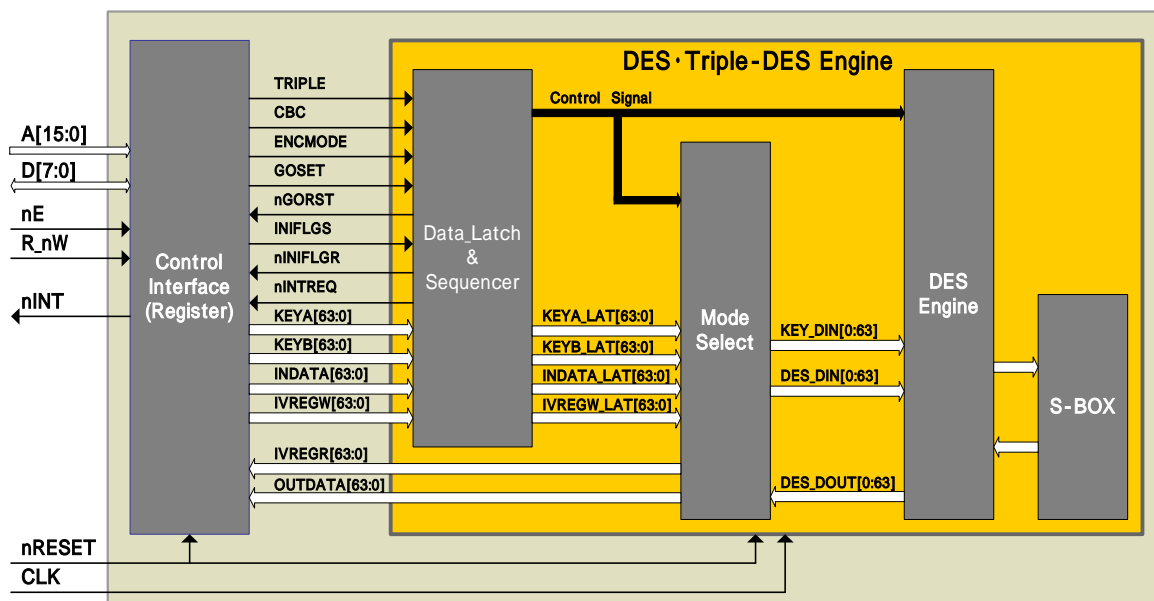 DES·Triple-DES Engine
A[15:0]
D[7:0]
nE
R_nW
nINT
nRESET
CLK
Control
Interface
(Register)
TRIPLE
CBC
ENCMODE
GOSET
nGORST
INIFLGS
nINIFLGR
nINTREQ
KEYA[63:0]
KEYB[63:0]
INDATA[63:0]
IVREGW[63:0]
IVREGR[63:0]
OUTDATA[63:0]
Data_Latch
&
Sequencer
Control Signal
KEYA_LAT[63:0]
KEYB_LAT[63:0]
INDATA_LAT[63:0]
IVREGW_LAT[63:0]
Mode
Select
KEY_DIN[0:63]
DES_DIN[0:63]
DES_DOUT[0:63]
DES
Engine
S-BOX